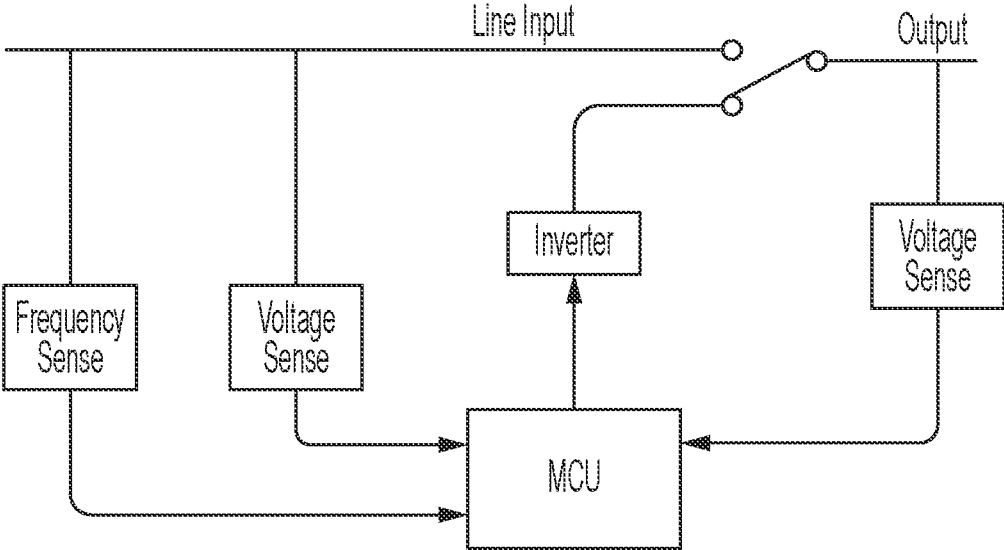 Line Input
Output
Inverter
Voltage
Sense
Frequency
Sense
Voltage
Sense
MCU